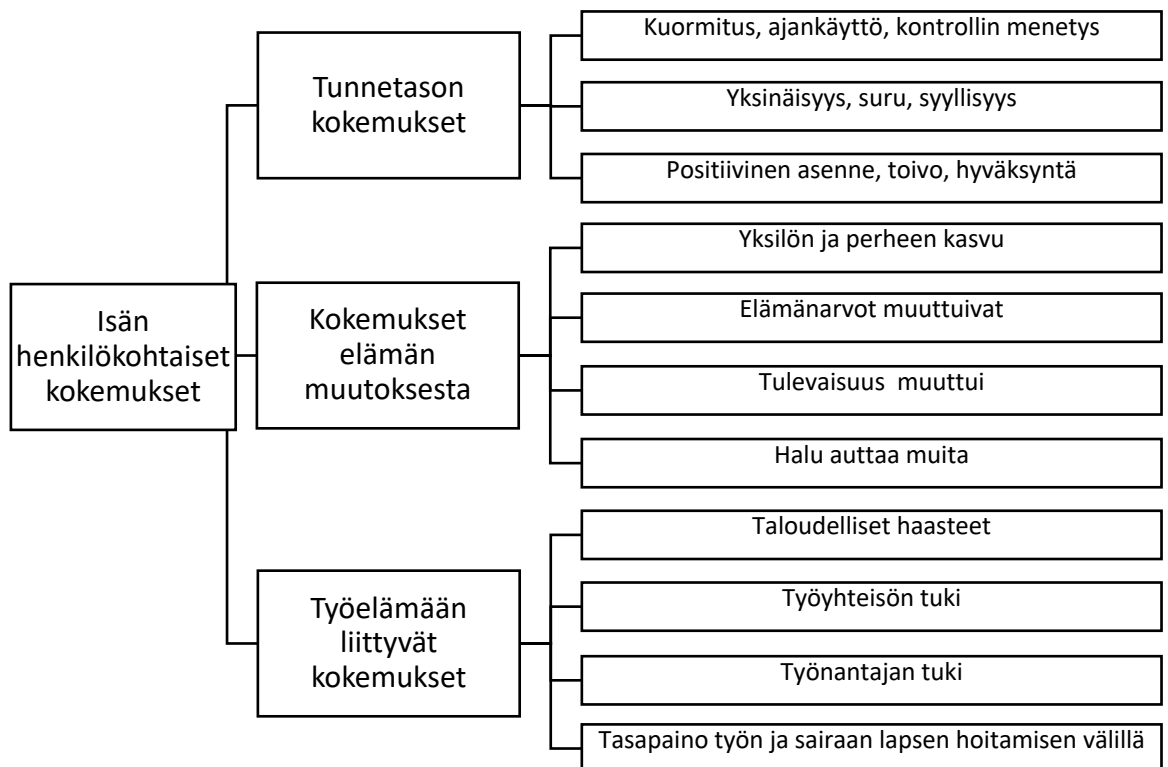 Isän
henkilökohtaiset
kokemukset
Tunnetason
kokemukset
Kuormitus, ajankäyttö, kontrollin menetys
Yksinäisyys, suru, syyllisyys
Positiivinen asenne, toivo, hyväksyntä
Kokemukset
elämän
muutoksesta
Yksilön ja perheen kasvu
Elämänarvot muuttuivat
Tulevaisuus muuttui
Halu auttaa muita
Työelämään
liittyvät
kokemukset
Taloudelliset haasteet
Työyhteisön tuki
Työnantajan tuki
Tasapaino työn ja sairaan lapsen hoitamisen välillä